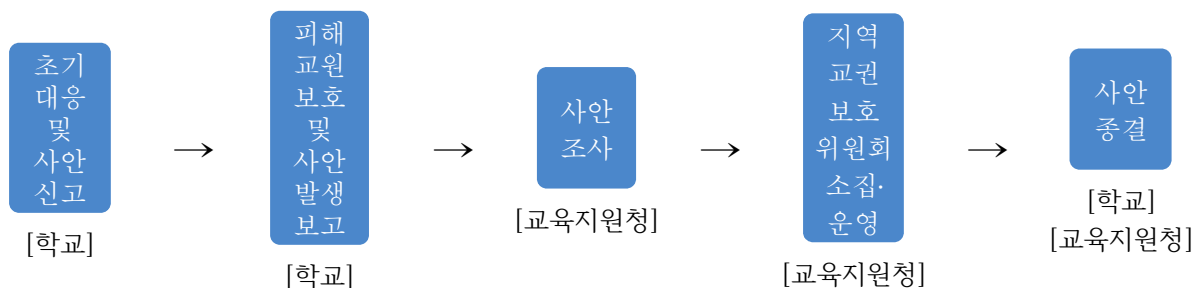 초기
대응
및
사안
신고
[학교]
→
피해
교원
보호
및
사안
발생
보고
[학교]
→
사안
조사
[교육지원청]
→
지역
교권
보호
위원회
소집·
운영
[교육지원청]
→
사안
종결
[학교]
[교육지원청]